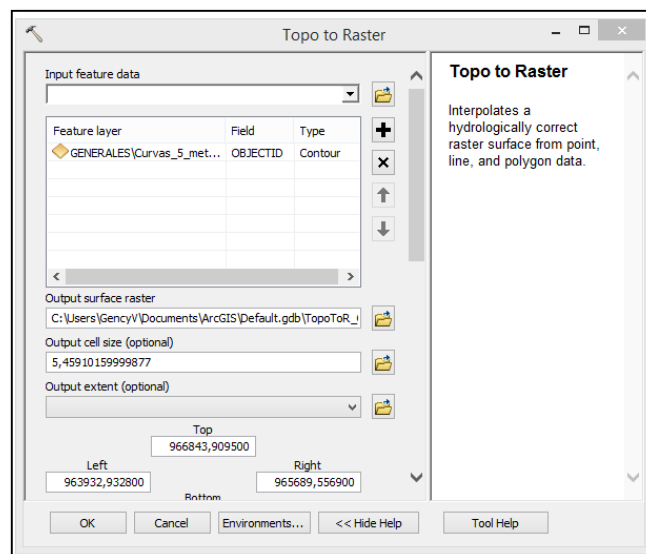 Topo to Raster
Input feature data
Feature layer Field Type
GENERALES\Curvas_5_met... OBJECTID Contour
Output surface raster
C:\Users\GencyV\Documents\ArcGIS\Default.gdb\TopoToR_
Output cell size (optional)
5,45910159999877
Output extent (optional)
Top
966843,909500
Left Right
963932,932800 965689,556900
Bottom
OK Cancel Environments... << Hide Help Tool Help
Topo to Raster
Interpolates a
hydrologically correct
raster surface from point,
line, and polygon data.